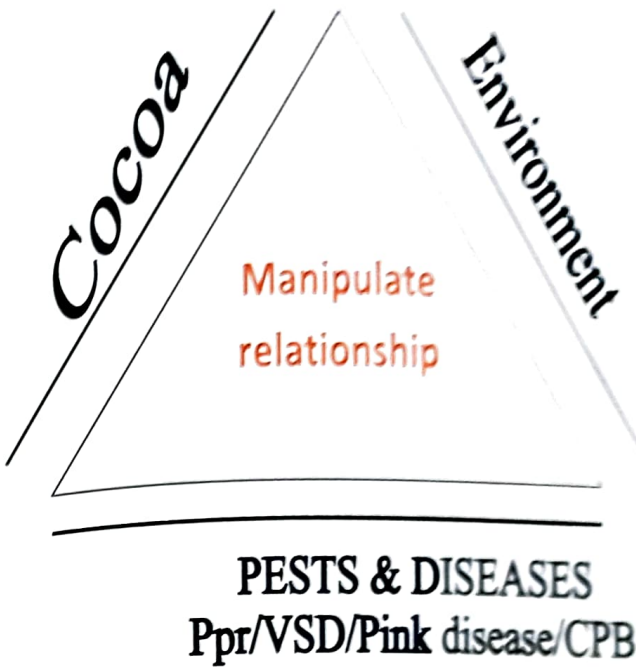 Cocoa
Environment
Manipulate
relationship
PESTS & DISEASES
Ppr/VSD/Pink disease/CPB